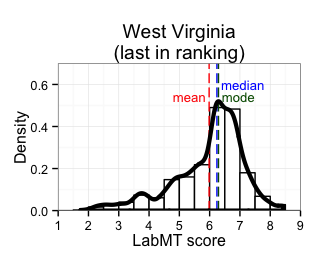 West Virginia
(last in ranking)
0.6
0.4
0.2
0.0
Density
median
mean
mode
1 2 3 4 5 6 7 8 9
LabMT score